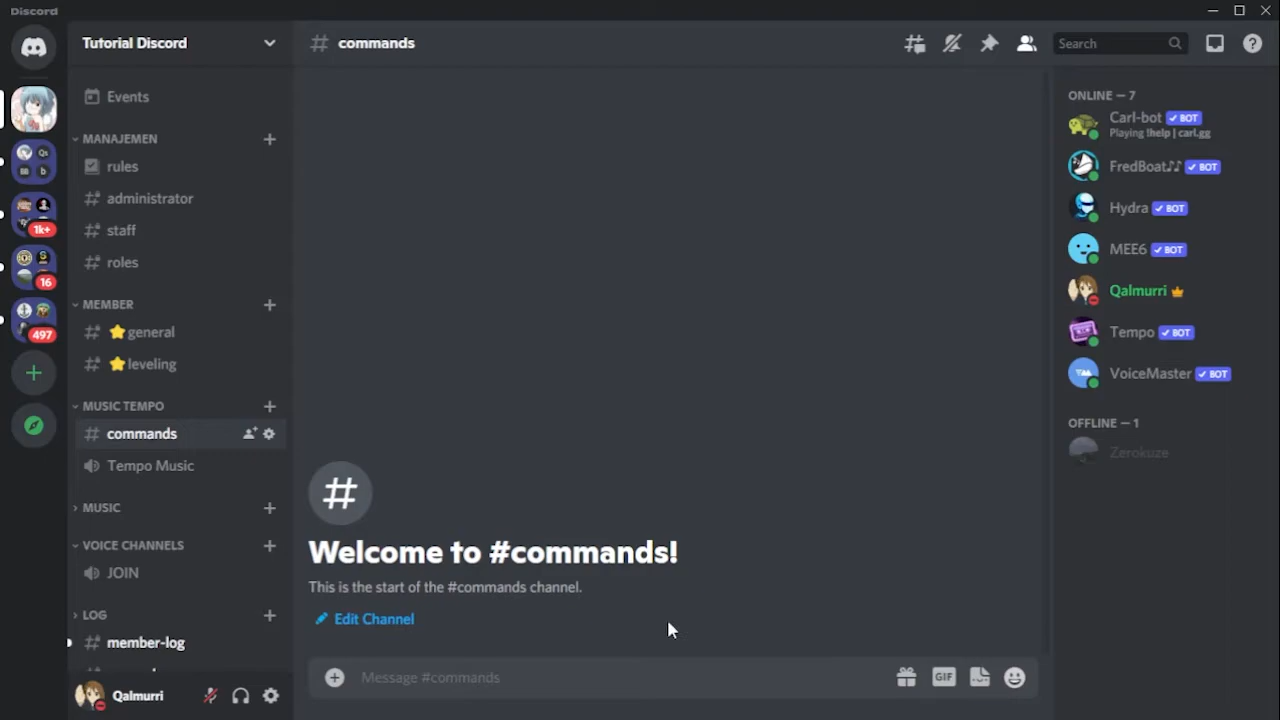 Discord
Tutorial Discord
Events
MANAJEMEN
rules
administrator
staff
roles
MEMBER
⭐general
⭐leveling
MUSIC TEMPO
commands
Tempo Music
MUSIC
VOICE CHANNELS
JOIN
LOG
member-log
Qalmurri
1k+
16
497
commands
Search
Welcome to #commands!
This is the start of the #commands channel.
Edit Channel
Message #commands
GIF
ONLINE — 7
Carl-bot ✓ BOT
Playing !help | carl.gg
FredBoat♪♪ ✓ BOT
Hydra ✓ BOT
MEE6 ✓ BOT
Qalmurri
Tempo ✓ BOT
VoiceMaster ✓ BOT
OFFLINE — 1
Zerokuze